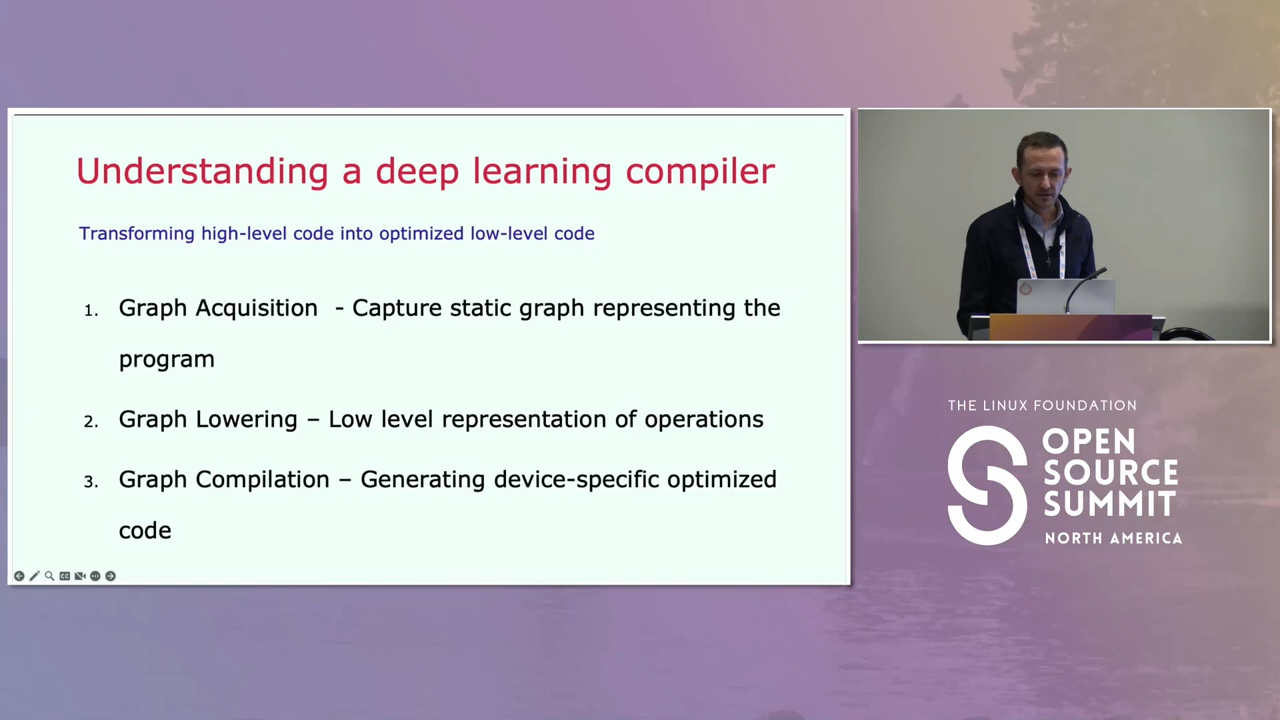 Understanding a deep learning compiler
Transforming high-level code into optimized low-level code
1. Graph Acquisition - Capture static graph representing the
program
2. Graph Lowering – Low level representation of operations
3. Graph Compilation – Generating device-specific optimized
code
THE LINUX FOUNDATION
OPEN
SOURCE
SUMMIT
NORTH AMERICA